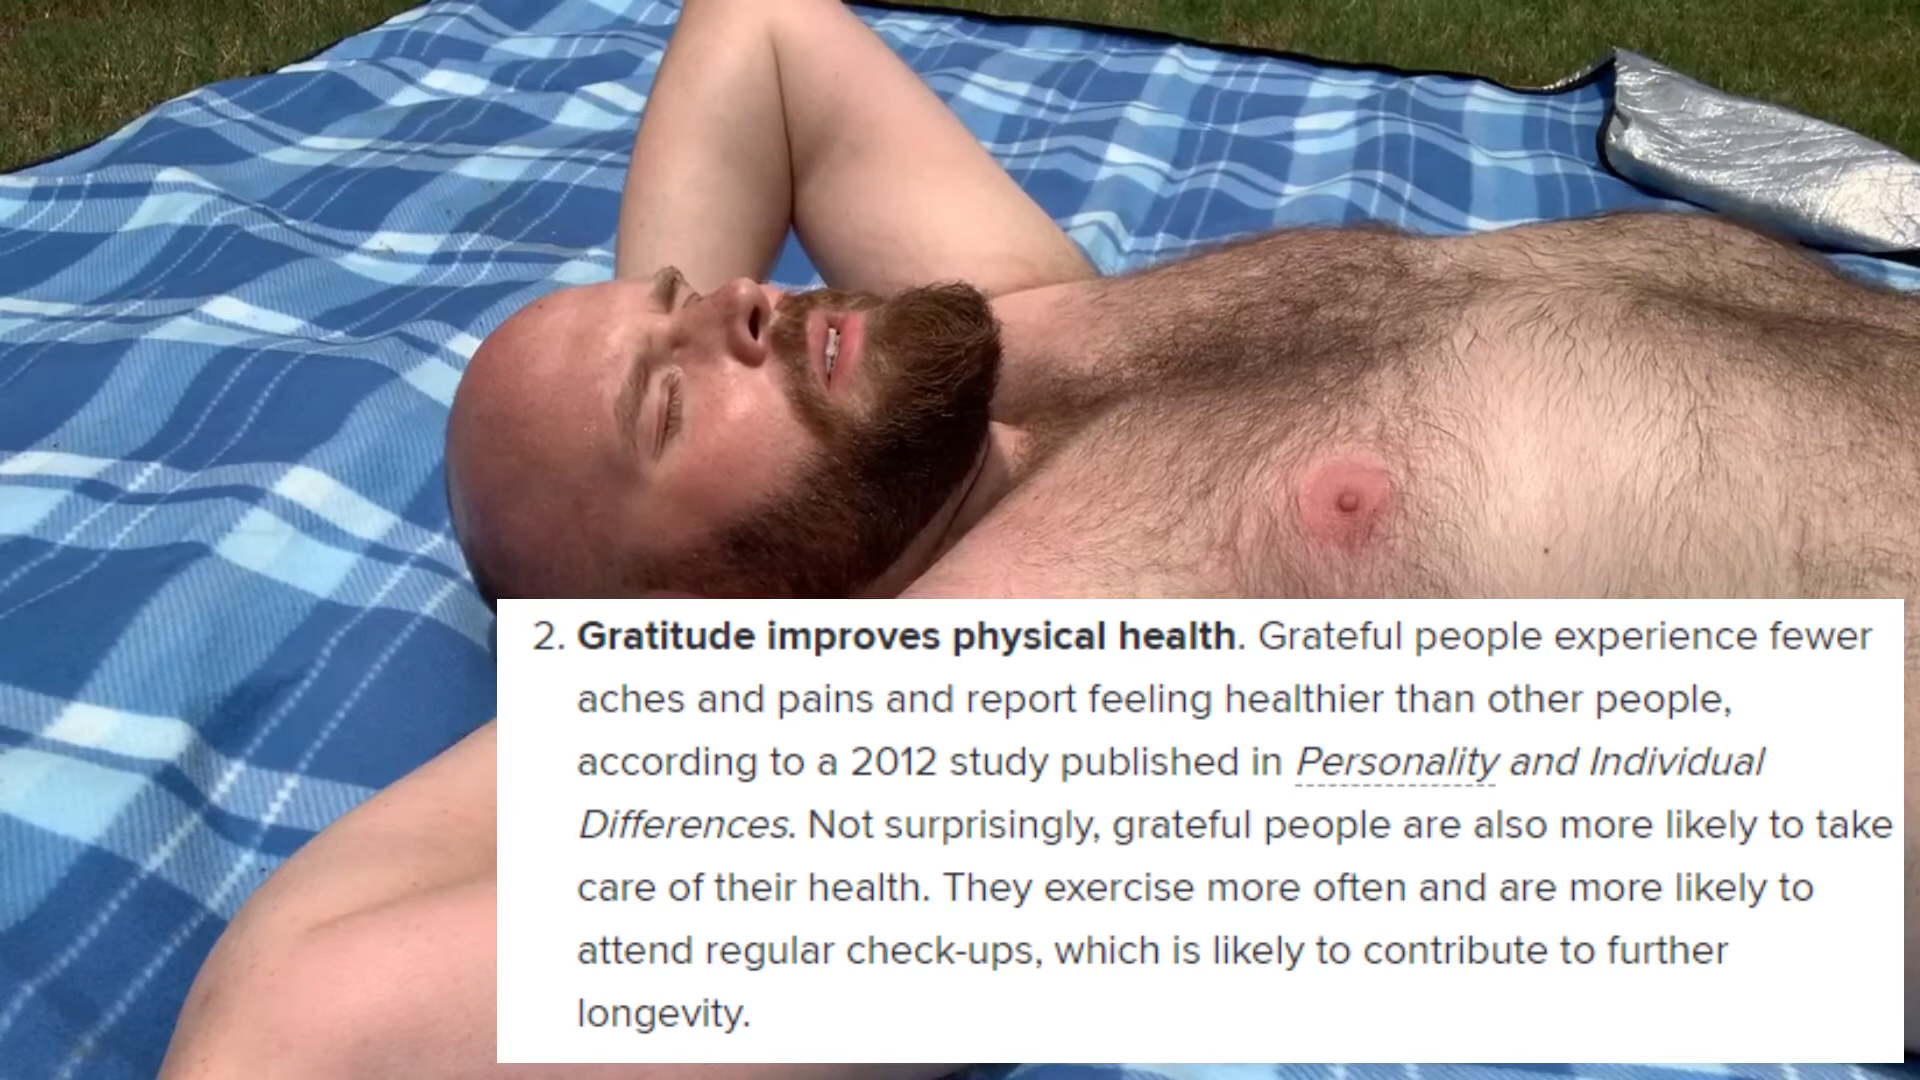 2. Gratitude improves physical health. Grateful people experience fewer
aches and pains and report feeling healthier than other people,
according to a 2012 study published in Personality and Individual
Differences. Not surprisingly, grateful people are also more likely to take
care of their health. They exercise more often and are more likely to
attend regular check-ups, which is likely to contribute to further
longevity.